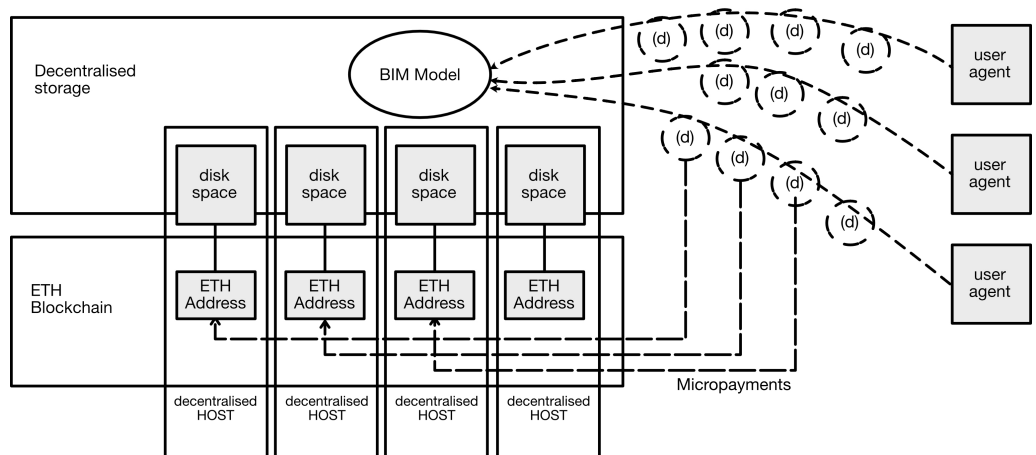 Decentralised
storage
BIM Model
(d)
(d)
(d)
(d)
user
agent
(d)
(d)
(d)
user
agent
(d)
(d)
(d)
(d)
user
agent
disk
space
disk
space
disk
space
disk
space
ETH
Blockchain
ETH
Address
ETH
Address
ETH
Address
ETH
Address
Micropayments
decentralised
HOST
decentralised
HOST
decentralised
HOST
decentralised
HOST